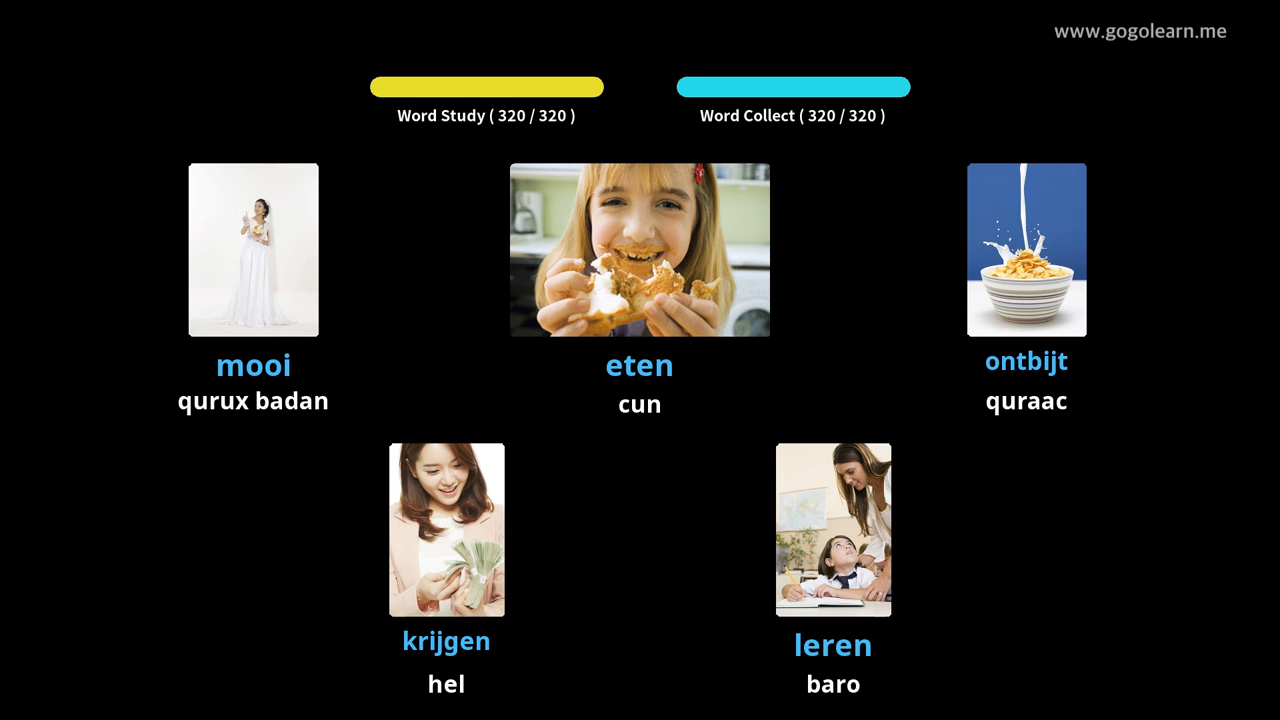 www.gogolearn.me
Word Study ( 320 / 320 )
Word Collect ( 320 / 320 )
mooi
qurux badan
eten
cun
ontbijt
quraac
krijgen
hel
leren
baro